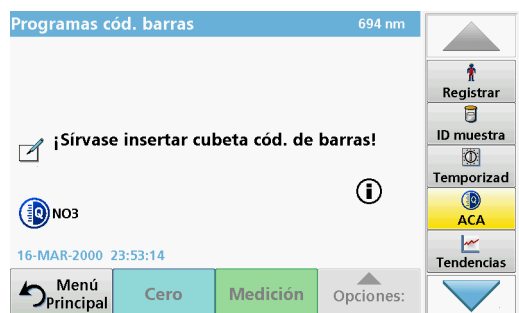 Programas cód. barras
694 nm
¡Sírvase insertar cubeta cód. de barras!
NO3
16-MAR-2000 23:53:14
Menú
Principal
Cero
Medición
Opciones:
Registrar
ID muestra
Temporizad
ACA
Tendencias